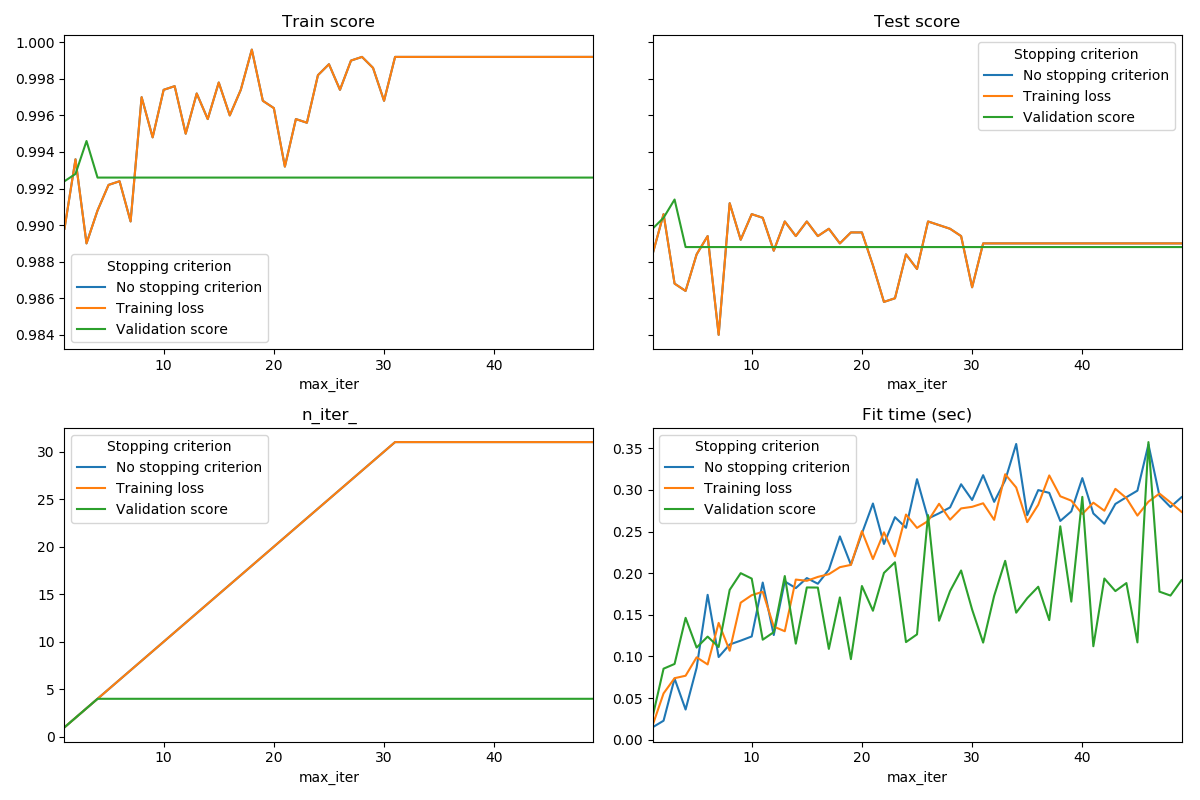 Train score
1.000
0.998
0.996
0.994
0.992
0.990
0.988
0.986
0.984
Stopping criterion
No stopping criterion
Training loss
Validation score
10
20
30
40
max_iter
Test score
Stopping criterion
No stopping criterion
Training loss
Validation score
10
20
30
40
max_iter
n_iter_
30
25
20
15
10
5
0
Stopping criterion
No stopping criterion
Training loss
Validation score
10
20
30
40
max_iter
Fit time (sec)
0.35
0.30
0.25
0.20
0.15
0.10
0.05
0.00
Stopping criterion
No stopping criterion
Training loss
Validation score
10
20
30
40
max_iter